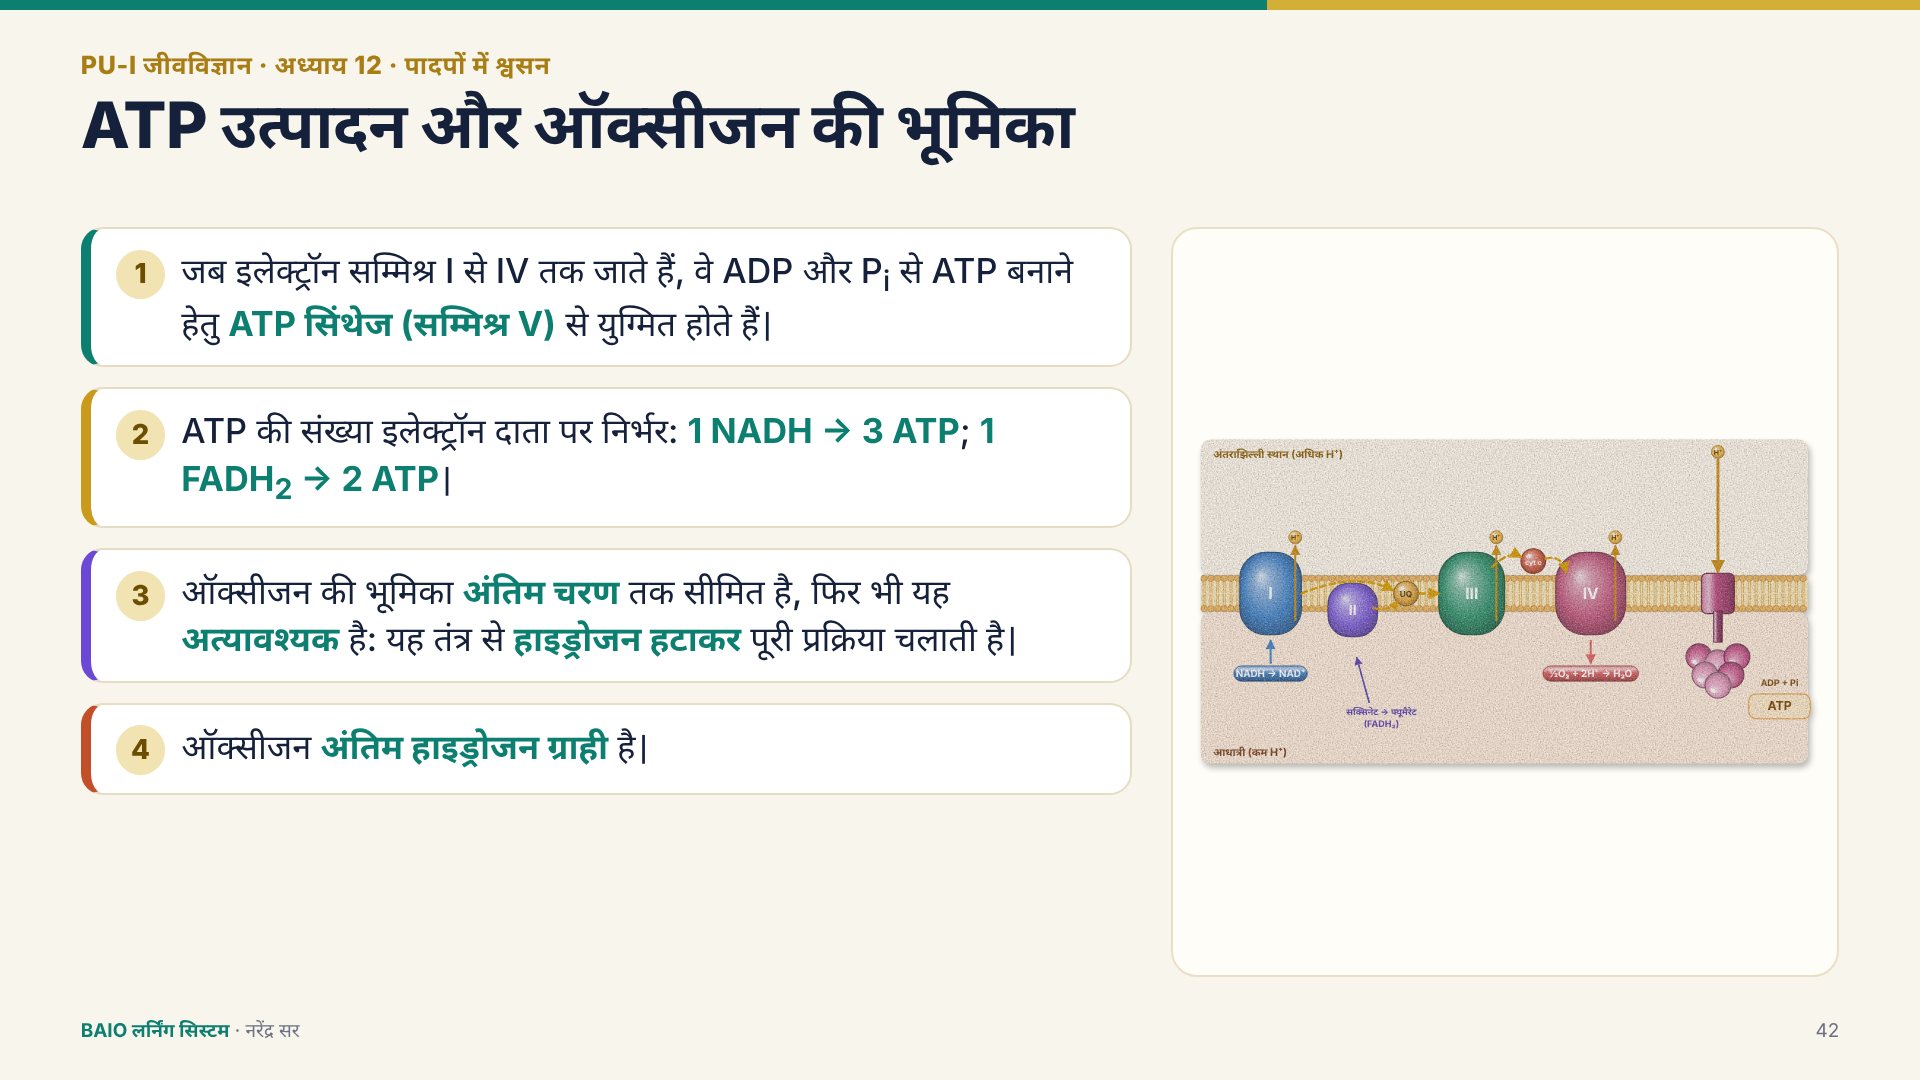 PU-I जीवविज्ञान · अध्याय 12 · पादपों में श्वसन
ATP उत्पादन और ऑक्सीजन की भूमिका
1
जब इलेक्ट्रॉन सम्मिश्र I से IV तक जाते हैं, वे ADP और Pᵢ से ATP बनाने
हेतु ATP सिंथेज (सम्मिश्र V) से युग्मित होते हैं|
2
ATP की संख्या इलेक्ट्रॉन दाता पर निर्भर: 1 NADH → 3 ATP; 1
FADH₂ → 2 ATP|
3
ऑक्सीजन की भूमिका अंतिम चरण तक सीमित है, फिर भी यह
अत्यावश्यक है: यह तंत्र से हाइड्रोजन हटाकर पूरी प्रक्रिया चलाती है|
4
ऑक्सीजन अंतिम हाइड्रोजन ग्राही है|
अंतराझिल्ली स्थान (अधिक H⁺)
H⁺
H⁺
H⁺
H⁺
cyt c
I
II
UQ
III
IV
NADH → NAD⁺
½O₂ + 2H⁺ → H₂O
ADP + Pi
ATP
सक्सिनेट → फ्यूमैरेट
(FADH₂)
आधात्री (कम H⁺)
BAIO लर्निंग सिस्टम · नरेंद्र सर
42